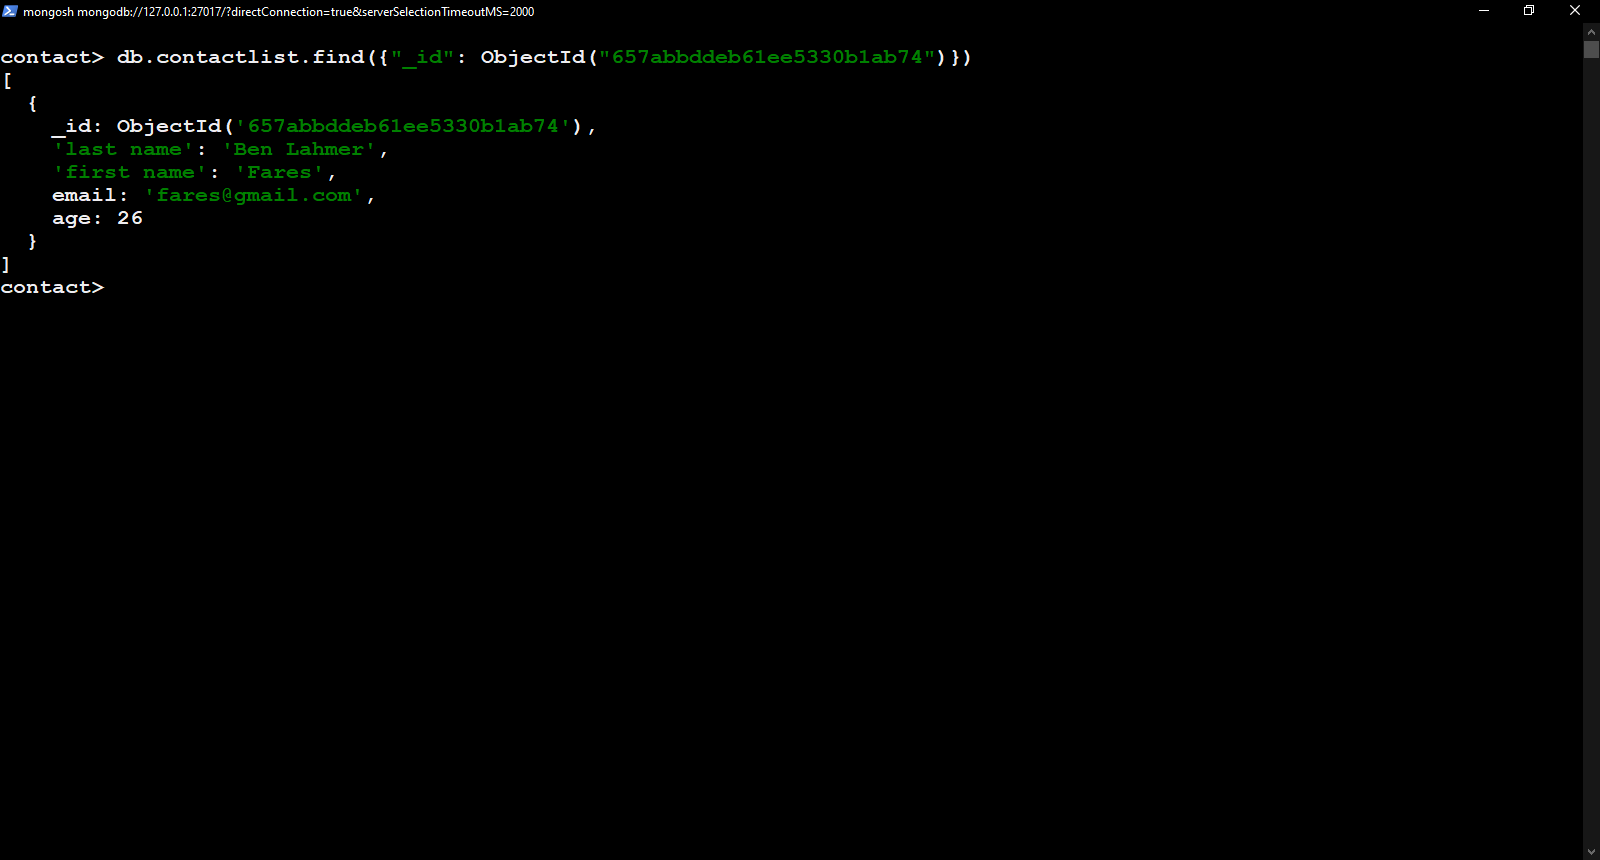 mongosh mongodb://127.0.0.1:27017/?directConnection=true&serverSelectionTimeoutMS=2000
contact> db.contactlist.find({"_id": ObjectId("657abbddeb61ee5330b1ab74")})
[
  {
    _id: ObjectId('657abbddeb61ee5330b1ab74'),
    'last name': 'Ben Lahmer',
    'first name': 'Fares',
    email: 'fares@gmail.com',
    age: 26
  }
]
contact>